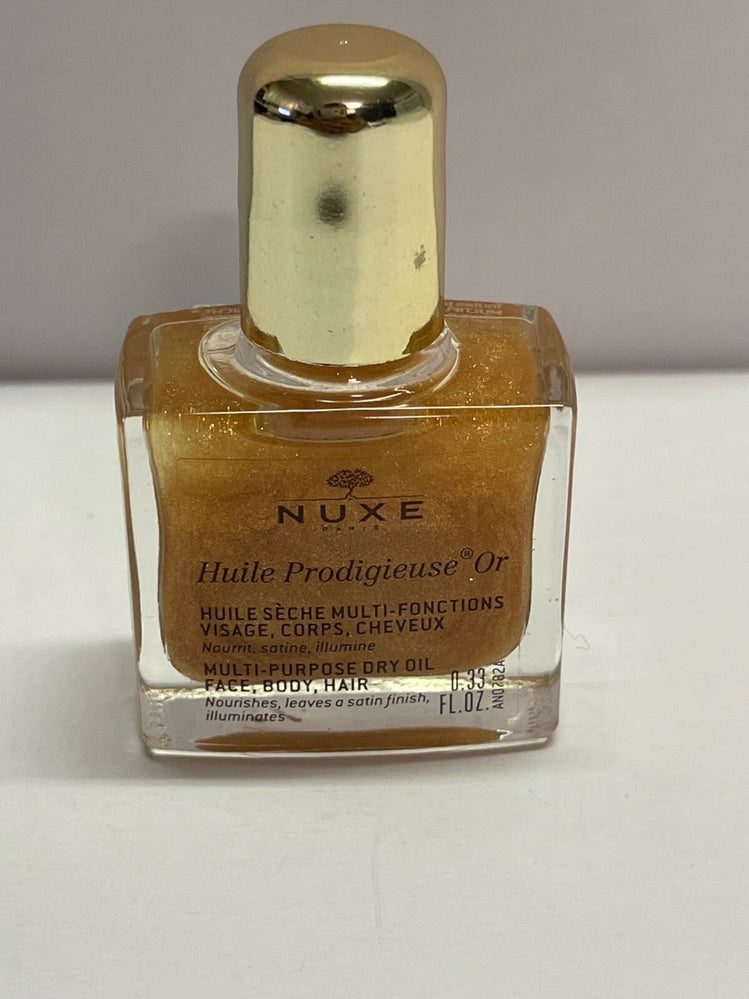 NUXE
PARIS
Huile Prodigieuse® Or
HUILE SÈCHE MULTI-FONCTIONS
VISAGE, CORPS, CHEVEUX
Nourrit, satine, illumine
MULTI-PURPOSE DRY OIL
FACE, BODY, HAIR
Nourishes, leaves a satin finish,
illuminates
0.33
FL.OZ.
AN0782A